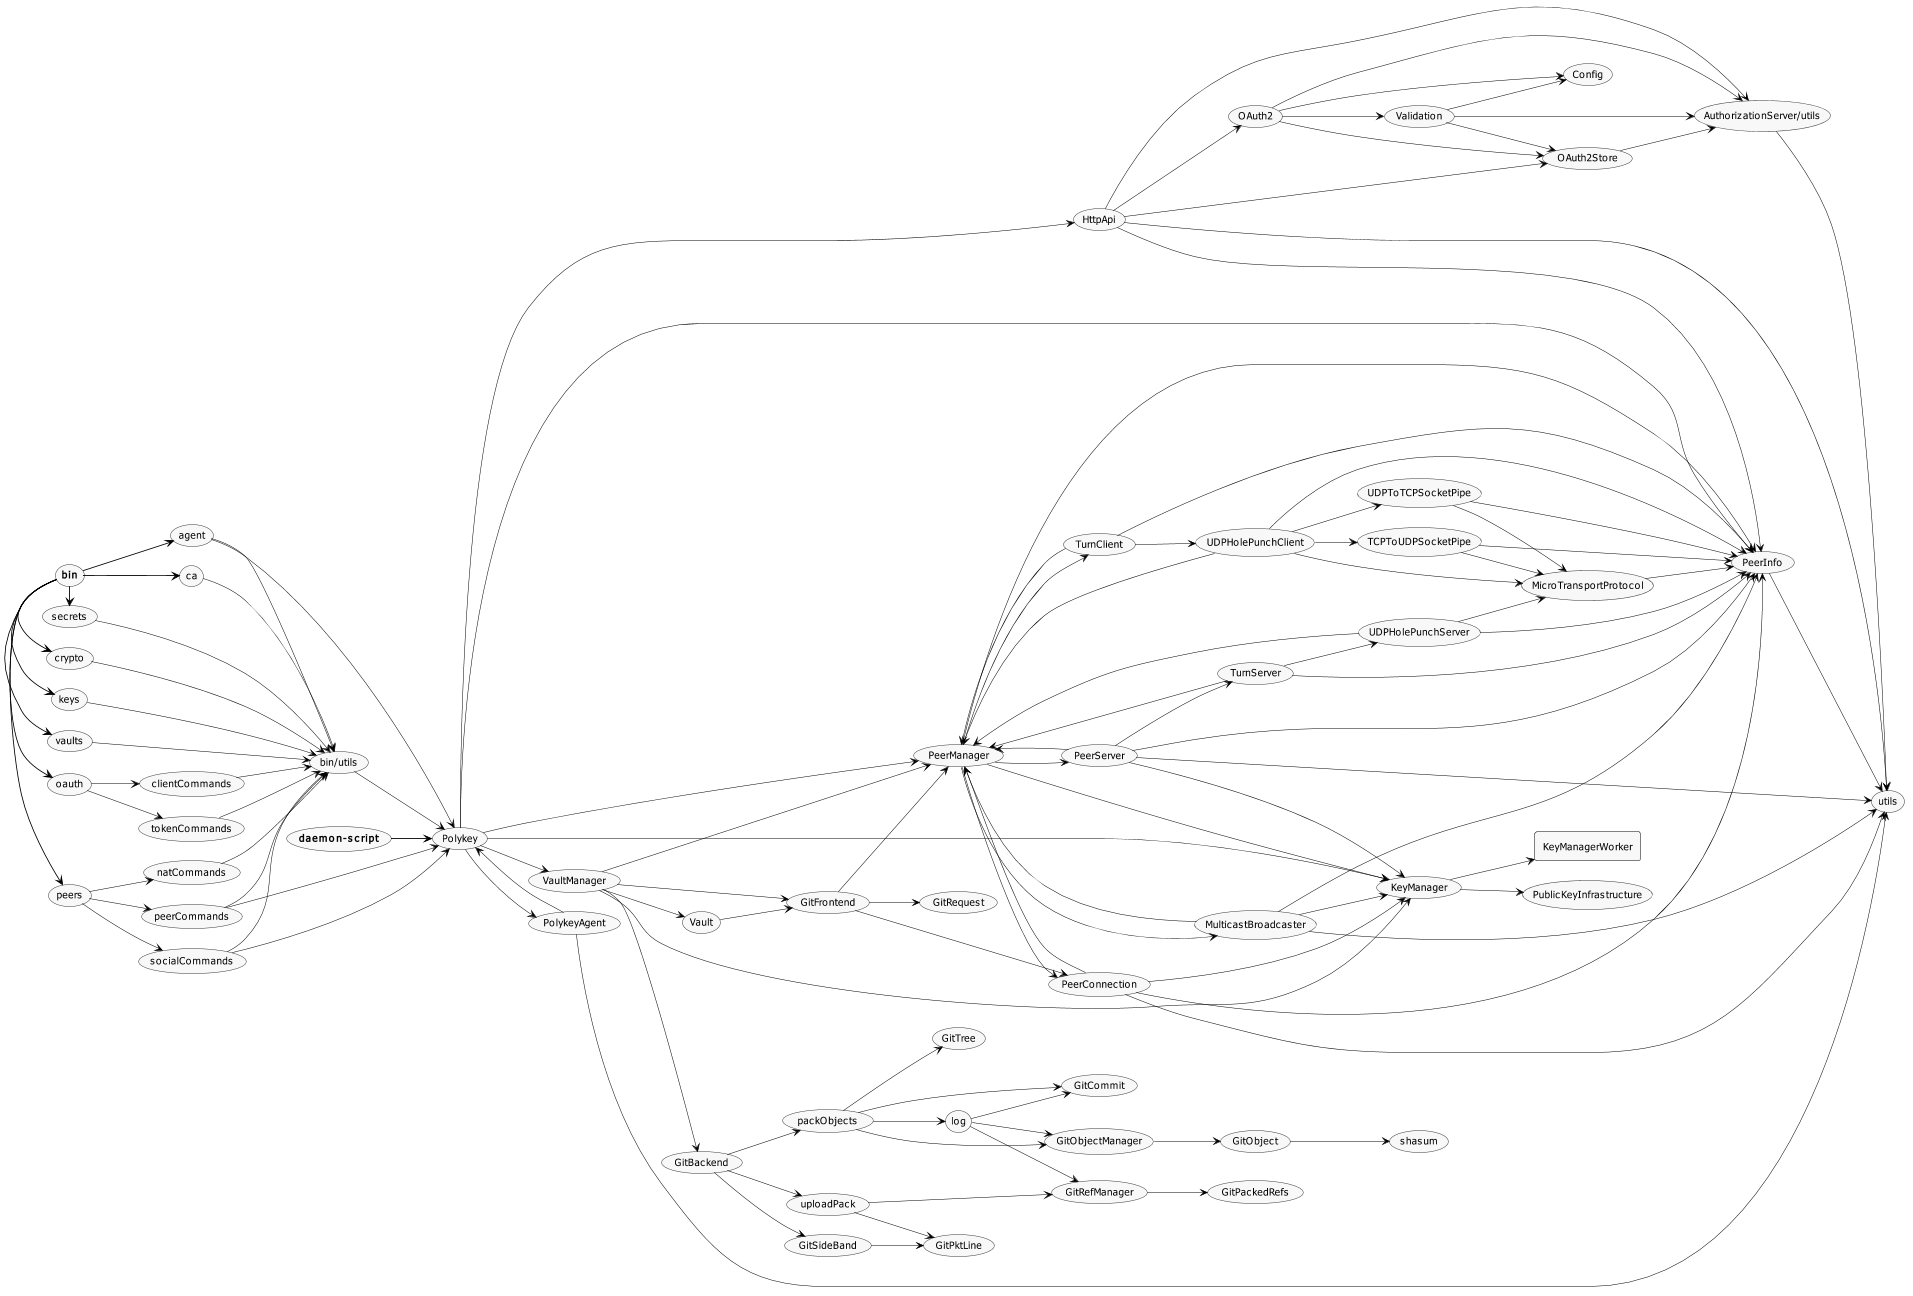 Config
OAuth2
Validation
AuthorizationServer/utils
OAuth2Store
HttpApi
UDPToTCPSocketPipe
agent
TurnClient
UDPHolePunchClient
TCPToUDPSocketPipe
PeerInfo
bin
ca
MicroTransportProtocol
secrets
UDPHolePunchServer
crypto
TurnServer
keys
vaults
PeerManager
PeerServer
bin/utils
oauth
clientCommands
utils
tokenCommands
daemon-script
Polykey
KeyManagerWorker
natCommands
VaultManager
KeyManager
peers
PublicKeyInfrastructure
GitFrontend
GitRequest
peerCommands
PolykeyAgent
Vault
MulticastBroadcaster
socialCommands
PeerConnection
GitTree
GitCommit
packObjects
log
GitObjectManager
GitObject
shasum
GitBackend
GitRefManager
GitPackedRefs
uploadPack
GitSideBand
GitPktLine